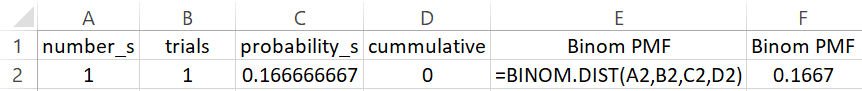 A B C D E F
1 number_s trials probability_s cummulative Binom PMF Binom PMF
2 1 1 0.166666667 0 =BINOM.DIST(A2,B2,C2,D2) 0.1667